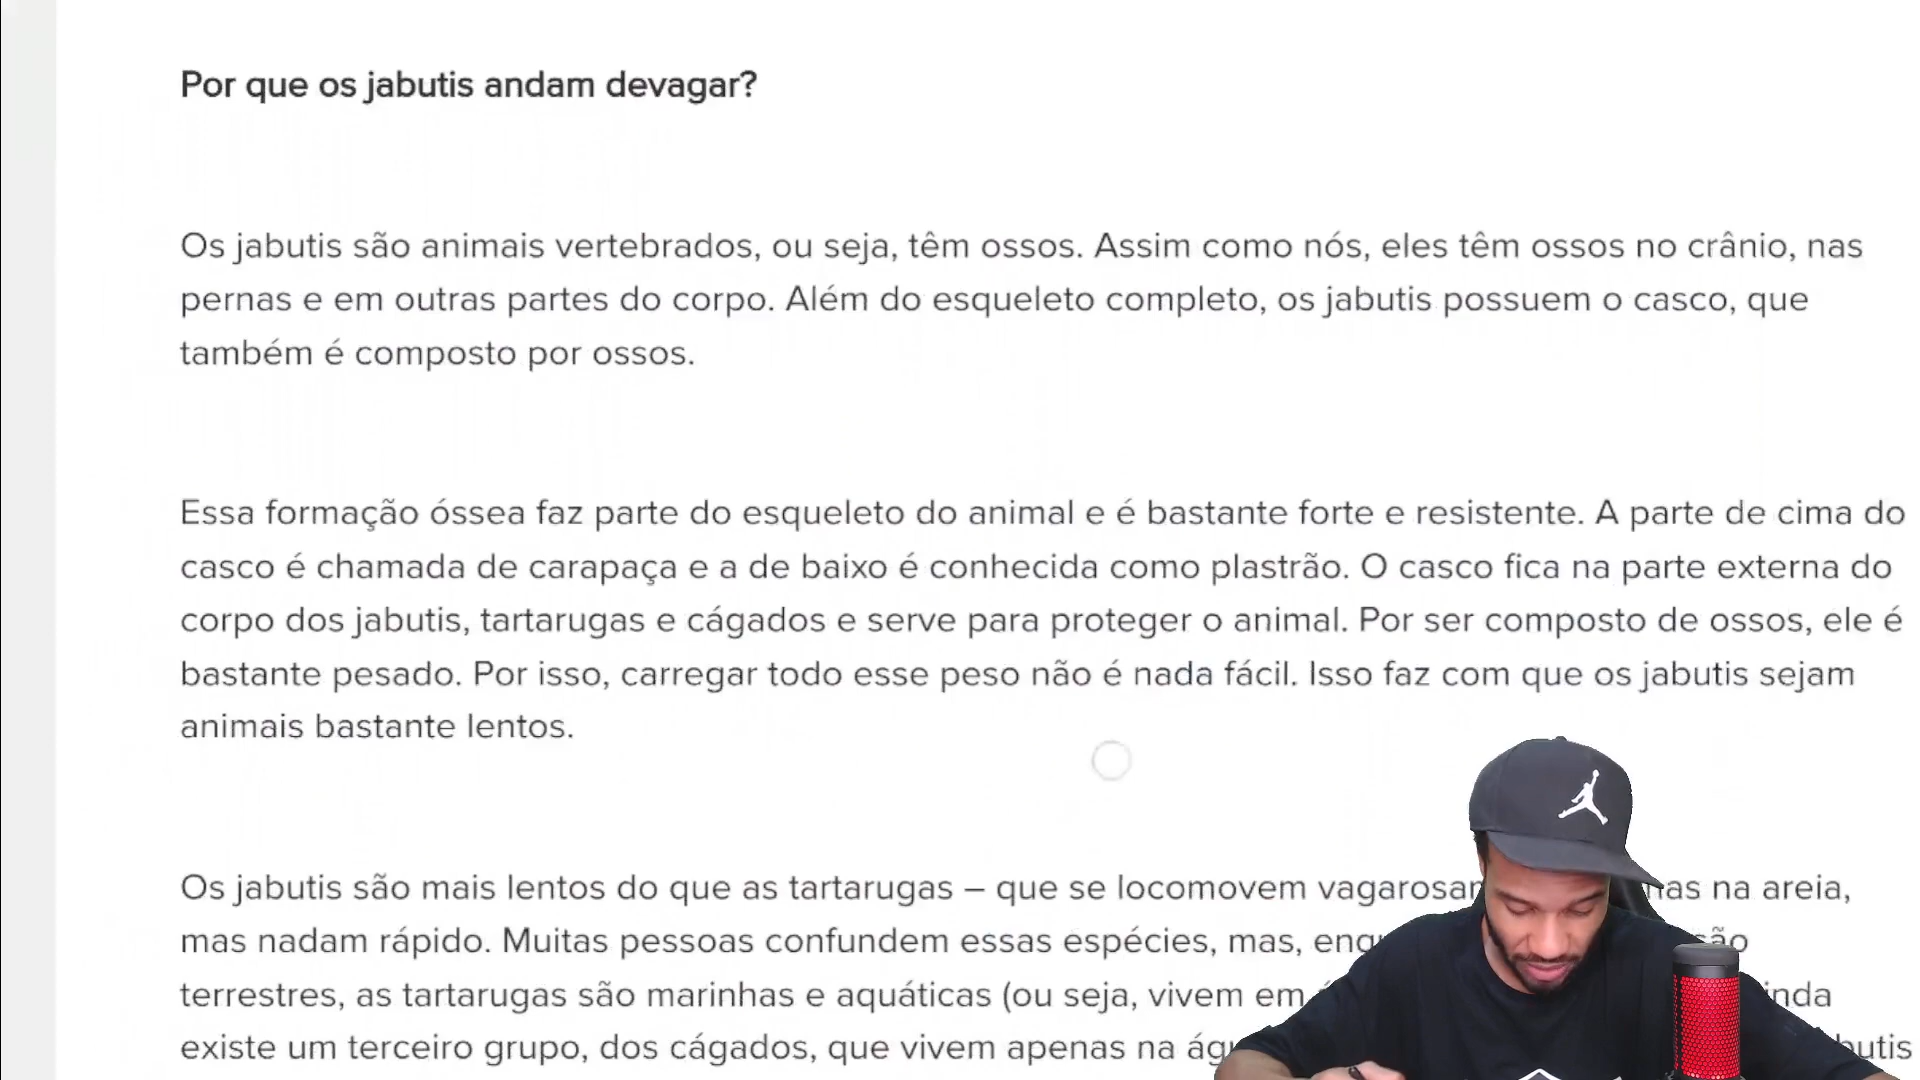 Por que os jabutis andam devagar?
Os jabutis são animais vertebrados, ou seja, têm ossos. Assim como nós, eles têm ossos no crânio, nas
pernas e em outras partes do corpo. Além do esqueleto completo, os jabutis possuem o casco, que
também é composto por ossos.
Essa formação óssea faz parte do esqueleto do animal e é bastante forte e resistente. A parte de cima do
casco é chamada de carapaça e a de baixo é conhecida como plastrão. O casco fica na parte externa do
corpo dos jabutis, tartarugas e cágados e serve para proteger o animal. Por ser composto de ossos, ele é
bastante pesado. Por isso, carregar todo esse peso não é nada fácil. Isso faz com que os jabutis sejam
animais bastante lentos.
Os jabutis são mais lentos do que as tartarugas – que se locomovem na areia,
mas nadam rápido. Muitas pessoas confundem essas espécies, mas,
terrestres, as tartarugas são marinhas e aquáticas (ou seja, vivem em
existe um terceiro grupo, dos cágados, que vivem apenas na